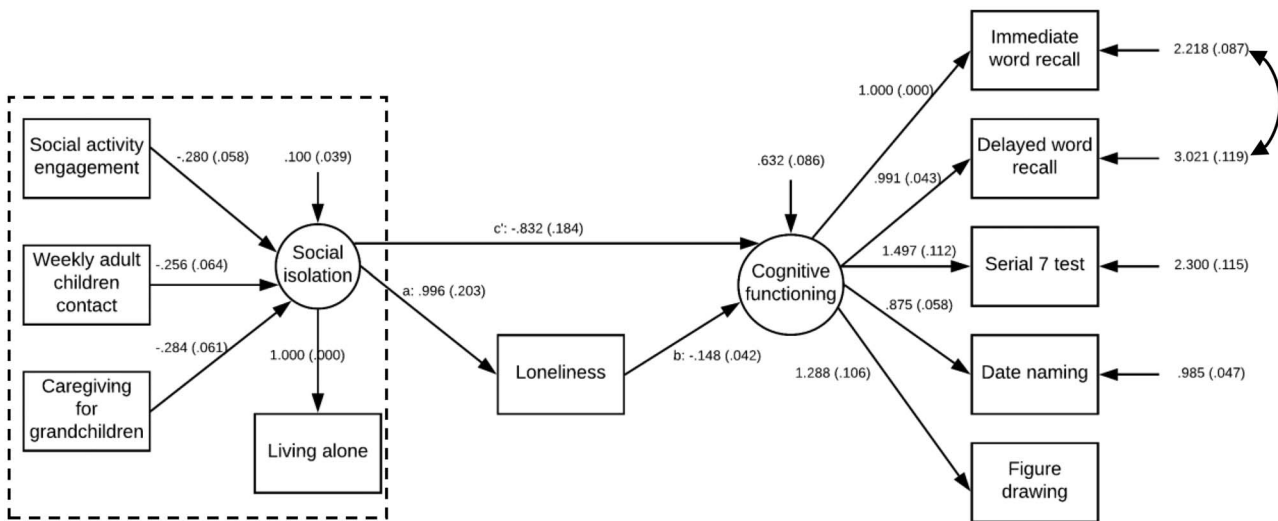 Social activity
engagement
Weekly adult
children
contact
Caregiving
for
grandchildren
-.280 (.058)
-.256 (.064)
-.284 (.061)
.100 (.039)
Social
isolation
1.000 (.000)
Living alone
c': -.832 (.184)
a: .996 (.203)
Loneliness
b: -.148 (.042)
.632 (.086)
Cognitive
functioning
1.000 (.000)
.991 (.043)
1.497 (.112)
.875 (.058)
1.288 (.106)
Immediate
word recall
2.218 (.087)
Delayed word
recall
3.021 (.119)
Serial 7 test
2.300 (.115)
Date naming
.985 (.047)
Figure
drawing